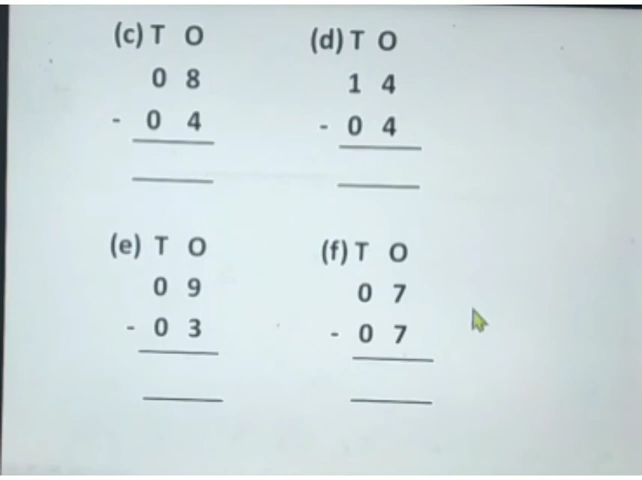 (c) T O
0 8
- 0 4
(d) T O
1 4
- 0 4
(e) T O
0 9
- 0 3
(f) T O
0 7
- 0 7